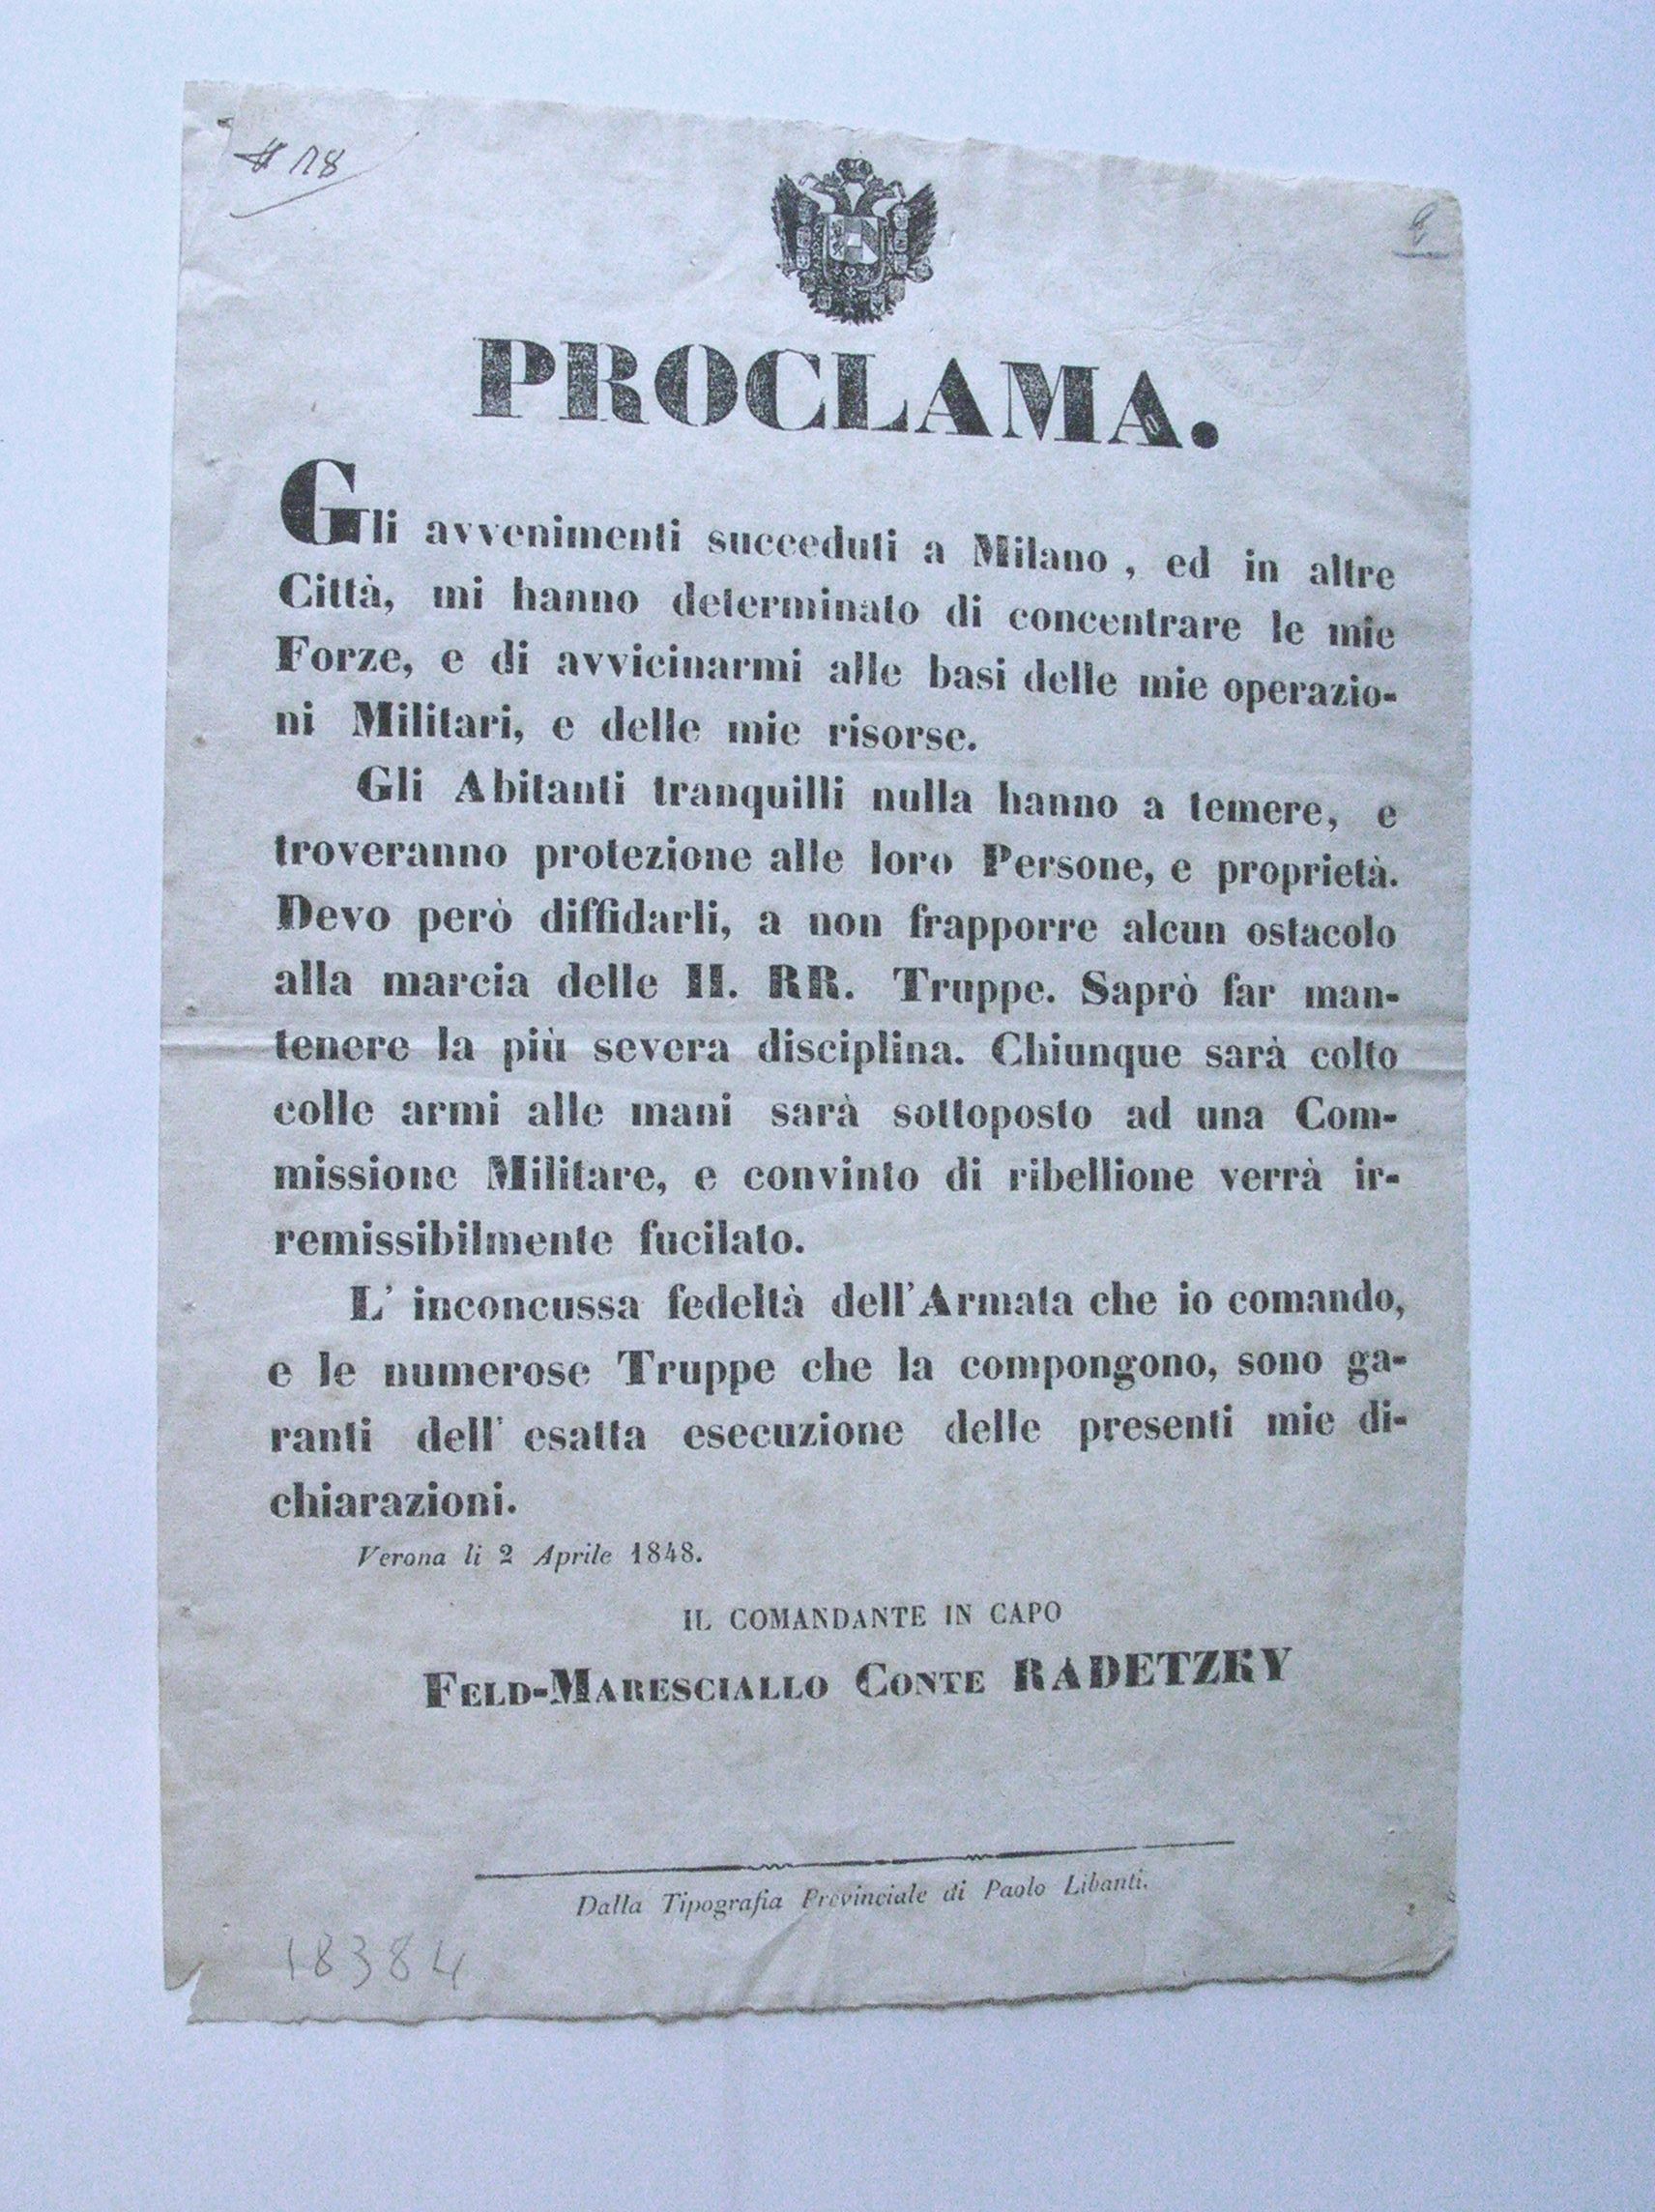 # 18
PROCLAMA.
Gli avvenimenti succeduti a Milano, ed in altre
Città, mi hanno determinato di concentrare le mie
Forze, e di avvicinarmi alle basi delle mie operazio-
ni Militari, e delle mie risorse.
Gli Abitanti tranquilli nulla hanno a temere, e
troveranno protezione alle loro Persone, e proprietà.
Devo però diffidarli, a non frapporre alcun ostacolo
alla marcia delle II. RR. Truppe. Saprò far man-
tenere la più severa disciplina. Chiunque sarà colto
colle armi alle mani sarà sottoposto ad una Com-
missione Militare, e convinto di ribellione verrà ir-
remissibilmente fucilato.
L' inconcussa fedeltà dell'Armata che io comando,
e le numerose Truppe che la compongono, sono ga-
ranti dell' esatta esecuzione delle presenti mie di-
chiarazioni.
Verona li 2 Aprile 1848.
IL COMANDANTE IN CAPO
FELD-MARESCIALLO CONTE RADETZKY
Dalla Tipografia Provinciale di Paolo Libanti.
18384